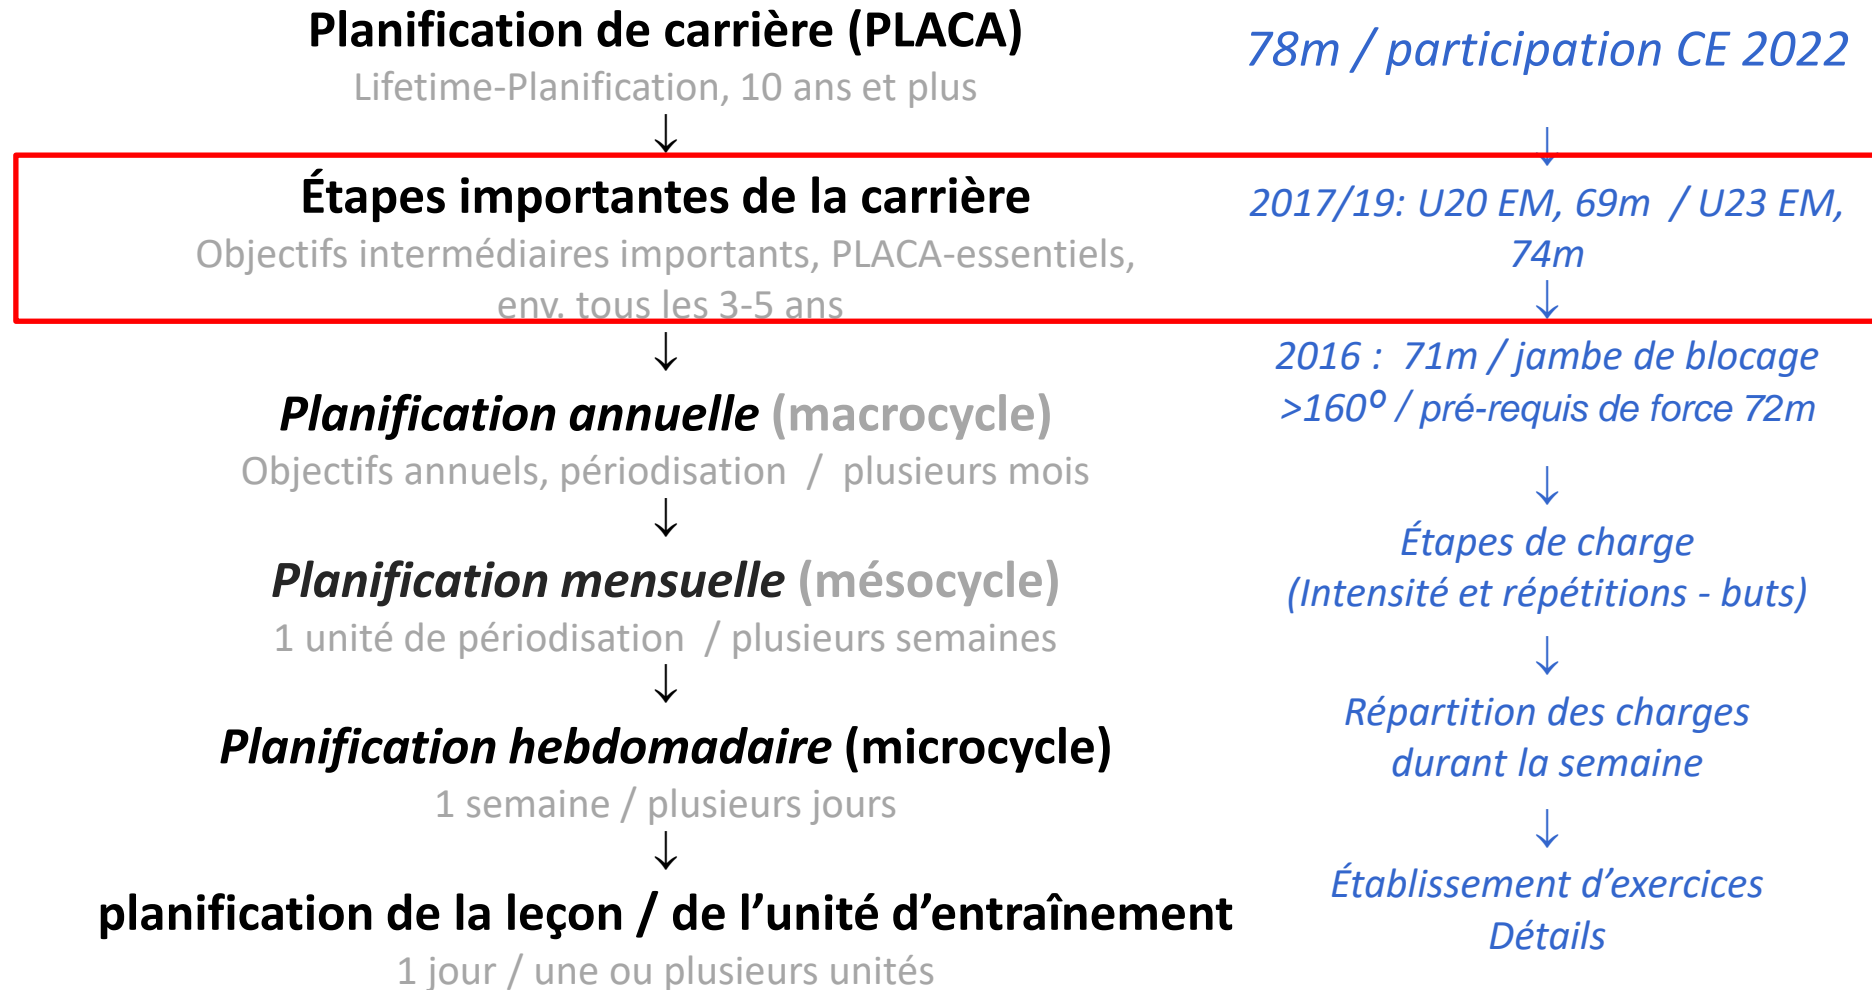 Planification de carrière (PLACA)
Lifetime-Planification, 10 ans et plus
↓
Étapes importantes de la carrière
Objectifs intermédiaires importants, PLACA-essentiels,
env. tous les 3-5 ans
↓
Planification annuelle (macrocycle)
Objectifs annuels, périodisation / plusieurs mois
↓
Planification mensuelle (mésocycle)
1 unité de périodisation / plusieurs semaines
↓
Planification hebdomadaire (microcycle)
1 semaine / plusieurs jours
↓
planification de la leçon / de l’unité d’entraînement
1 jour / une ou plusieurs unités
78m / participation CE 2022
↓
2017/19: U20 EM, 69m / U23 EM,
74m
↓
2016 : 71m / jambe de blocage
>160º / pré-requis de force 72m
↓
Étapes de charge
(Intensité et répétitions - buts)
↓
Répartition des charges
durant la semaine
↓
Établissement d’exercices
Détails